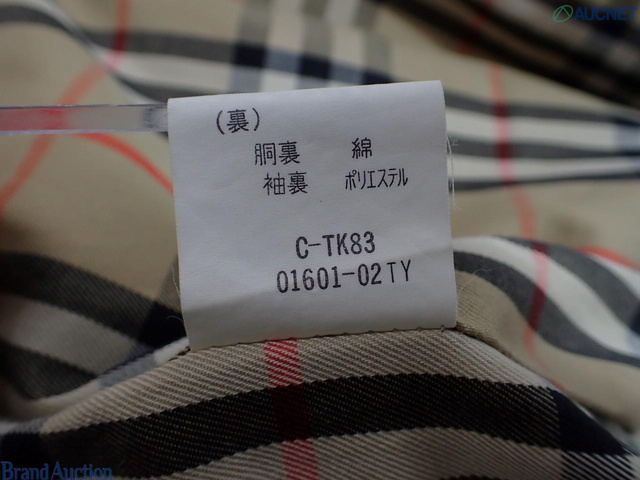 AUCNET
(裏)
胴裏 綿
袖裏 ポリエステル
C-TK83
01601-02TY
Brand Auction